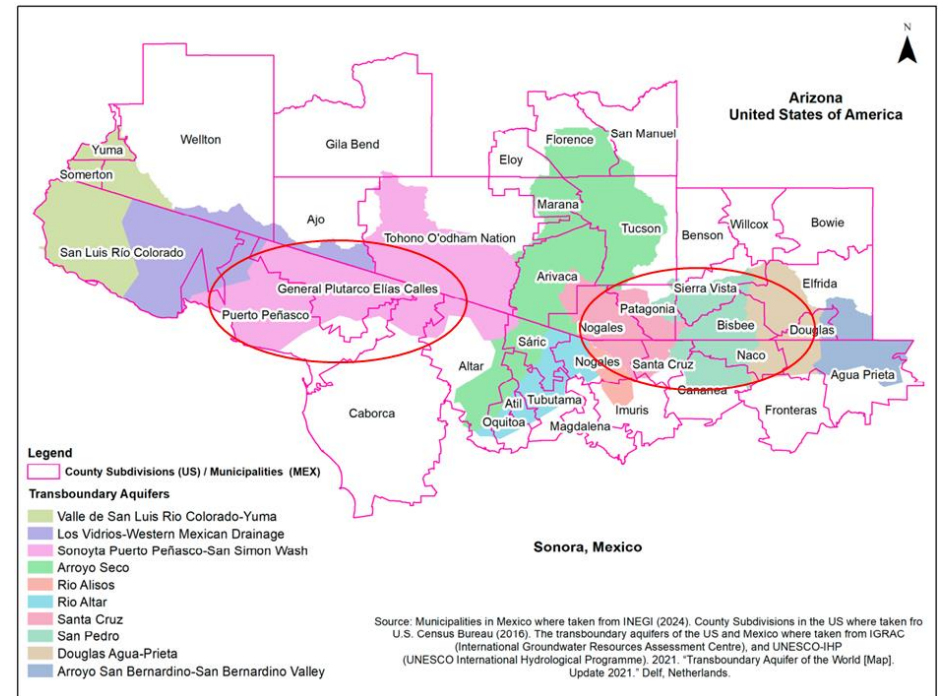 N
Arizona
United States of America
Wellton
Gila Bend
San Manuel
Florence
Yuma
Eloy
Somerton
Marana
Ajo
Willcox
Bowie
Tucson
Benson
Tohono O'odham Nation
San Luis Río Colorado
Arivaca
Elfrida
General Plutarco Elías Calles
Sierra Vista
Patagonia
Puerto Peñasco
Nogales
Bisbee
Douglas
Sáric
Naco
Altar
Nogales
Santa Cruz
Agua Prieta
Cananea
Atil
Tubutama
Caborca
Imuris
Fronteras
Oquitoa
Magdalena
Legend
County Subdivisions (US) / Municipalities (MEX)
Transboundary Aquifers
Valle de San Luis Rio Colorado-Yuma
Los Vidrios-Western Mexican Drainage
Sonoyta Puerto Peñasco-San Simon Wash
Arroyo Seco
Rio Alisos
Rio Altar
Santa Cruz
San Pedro
Douglas Agua-Prieta
Arroyo San Bernardino-San Bernardino Valley
Sonora, Mexico
Source: Municipalities in Mexico where taken from INEGI (2024). County Subdivisions in the US where taken fro
U.S. Census Bureau (2016). The transboundary aquifers of the US and Mexico where taken from IGRAC
(International Groundwater Resources Assessment Centre), and UNESCO-IHP
(UNESCO International Hydrological Programme). 2021. "Transboundary Aquifer of the World [Map].
Update 2021." Delf, Netherlands.